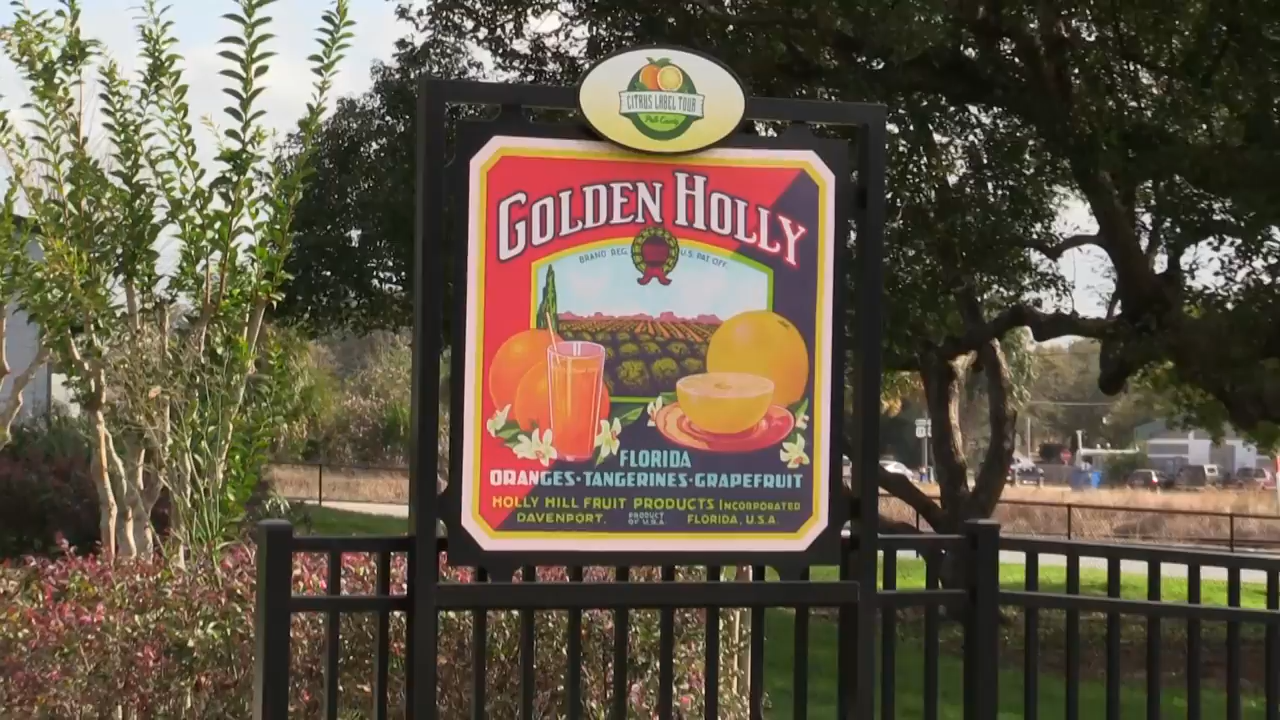 CITRUS LABEL TOUR
Polk County
GOLDEN HOLLY
BRAND REG. U.S. PAT. OFF.
FLORIDA
ORANGES-TANGERINES-GRAPEFRUIT
HOLLY HILL FRUIT PRODUCTS INCORPORATED
DAVENPORT, PRODUCT OF U.S.A. FLORIDA, U.S.A.